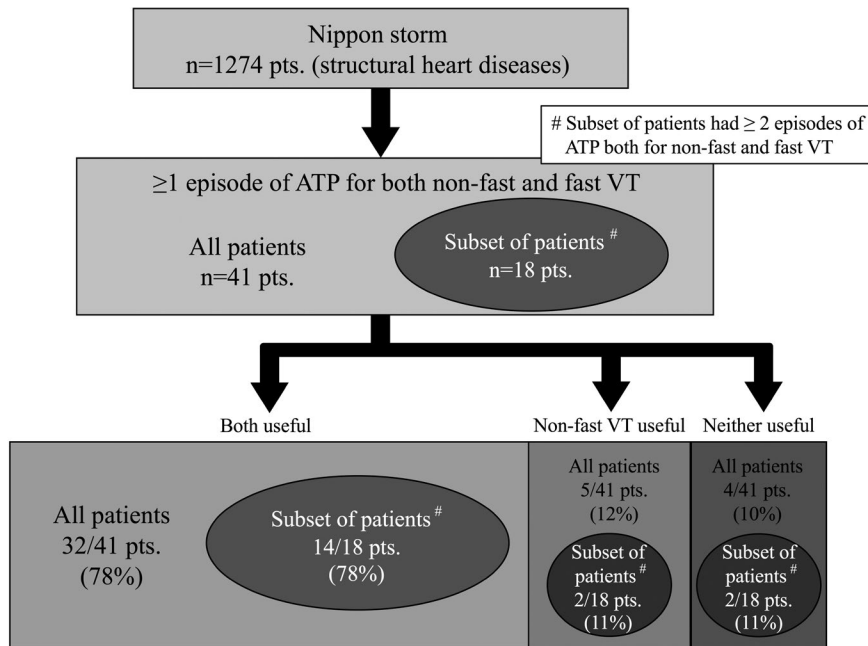 Nippon storm
n=1274 pts. (structural heart diseases)
# Subset of patients had ≥ 2 episodes of
ATP both for non-fast and fast VT
≥1 episode of ATP for both non-fast and fast VT
All patients
n=41 pts.
Subset of patients #
n=18 pts.
Both useful
Non-fast VT useful
Neither useful
All patients
32/41 pts.
(78%)
Subset of patients #
14/18 pts.
(78%)
All patients
5/41 pts.
(12%)
Subset of
patients #
2/18 pts.
(11%)
All patients
4/41 pts.
(10%)
Subset of
patients #
2/18 pts.
(11%)